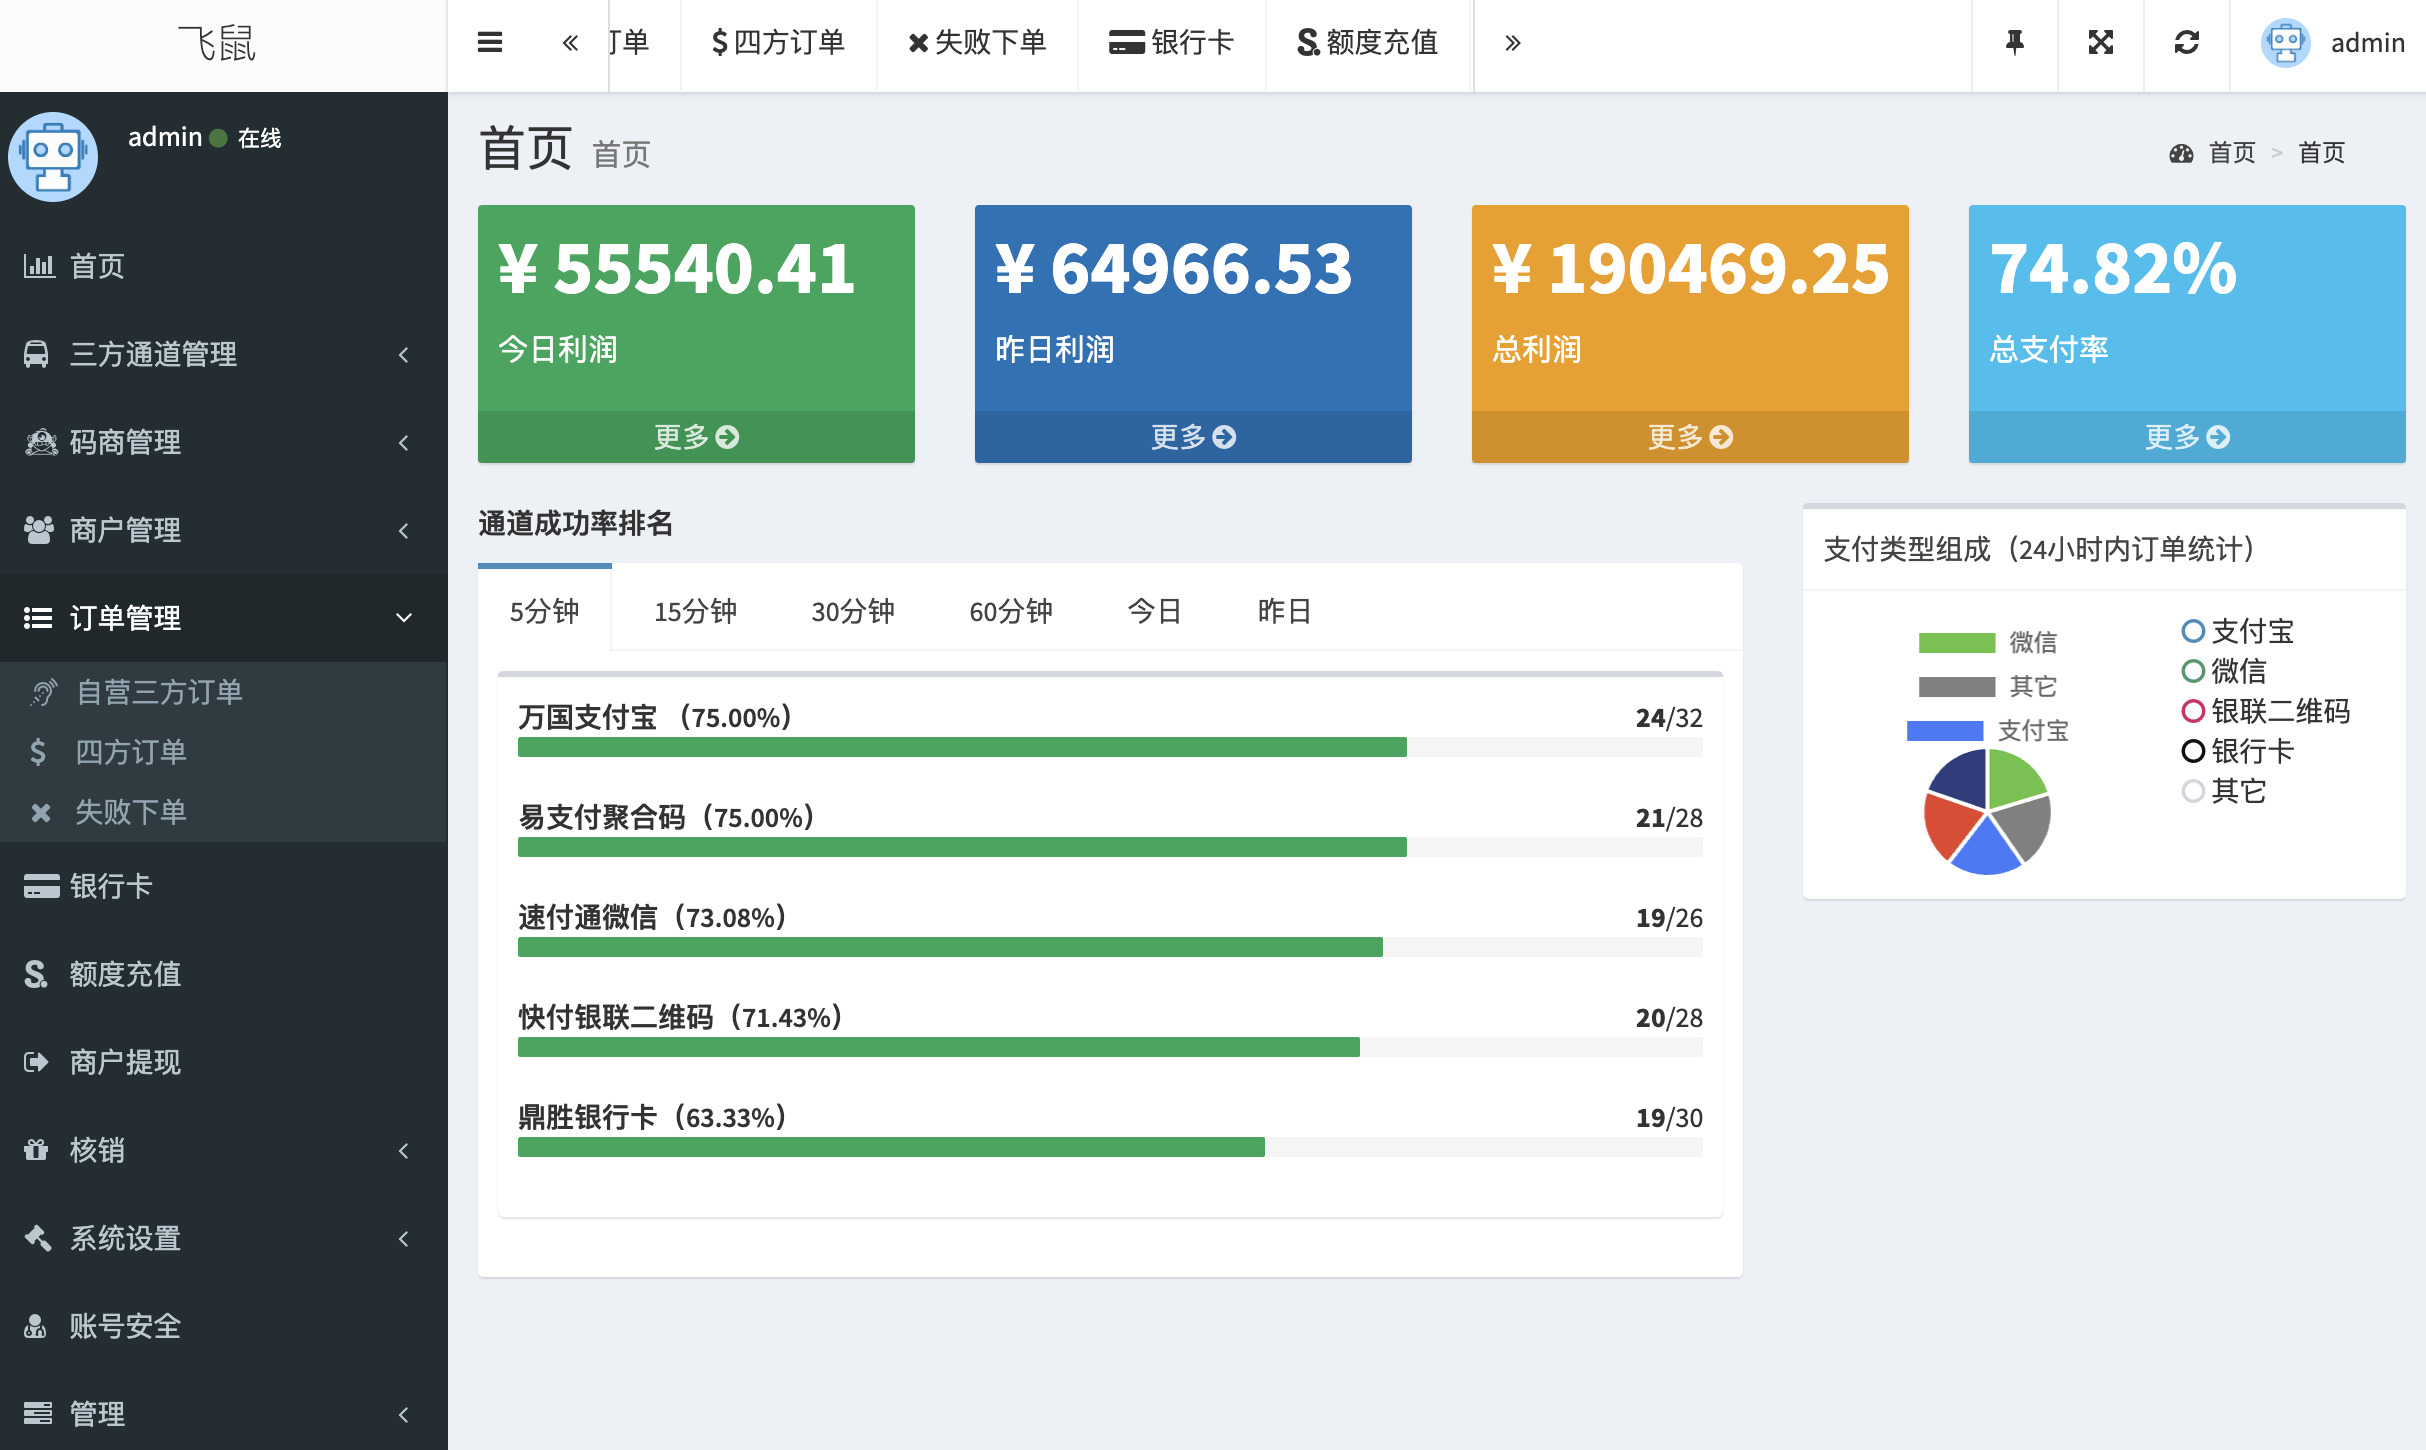 飞鼠
admin 在线
首页
三方通道管理
码商管理
商户管理
订单管理
自营三方订单
四方订单
失败下单
银行卡
额度充值
商户提现
核销
系统设置
账号安全
管理
« 订单 四方订单 失败下单 银行卡 额度充值 »
admin
首页 首页
首页 > 首页
¥ 55540.41
今日利润
更多
¥ 64966.53
昨日利润
更多
¥ 190469.25
总利润
更多
74.82%
总支付率
更多
通道成功率排名
5分钟 15分钟 30分钟 60分钟 今日 昨日
万国支付宝 （75.00%） 24/32
易支付聚合码（75.00%） 21/28
速付通微信（73.08%） 19/26
快付银联二维码（71.43%） 20/28
鼎胜银行卡（63.33%） 19/30
支付类型组成（24小时内订单统计）
微信
其它
支付宝
支付宝
微信
银联二维码
银行卡
其它